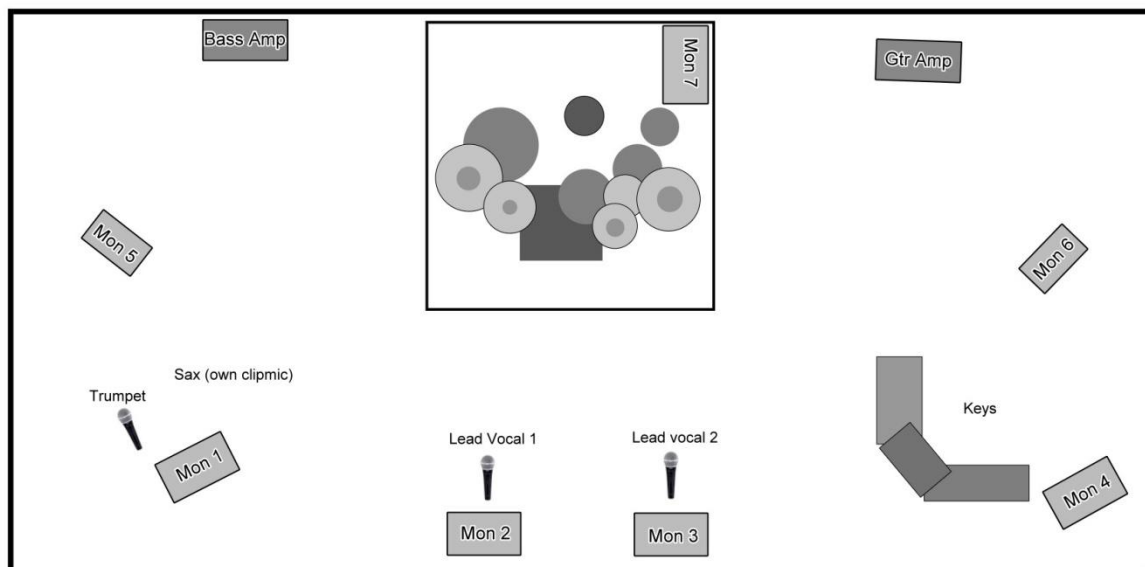 Bass Amp
Mon 7
Gtr Amp
Mon 5
Mon 6
Sax (own clipmic)
Trumpet
Keys
Lead Vocal 1
Lead vocal 2
Mon 1
Mon 4
Mon 2
Mon 3